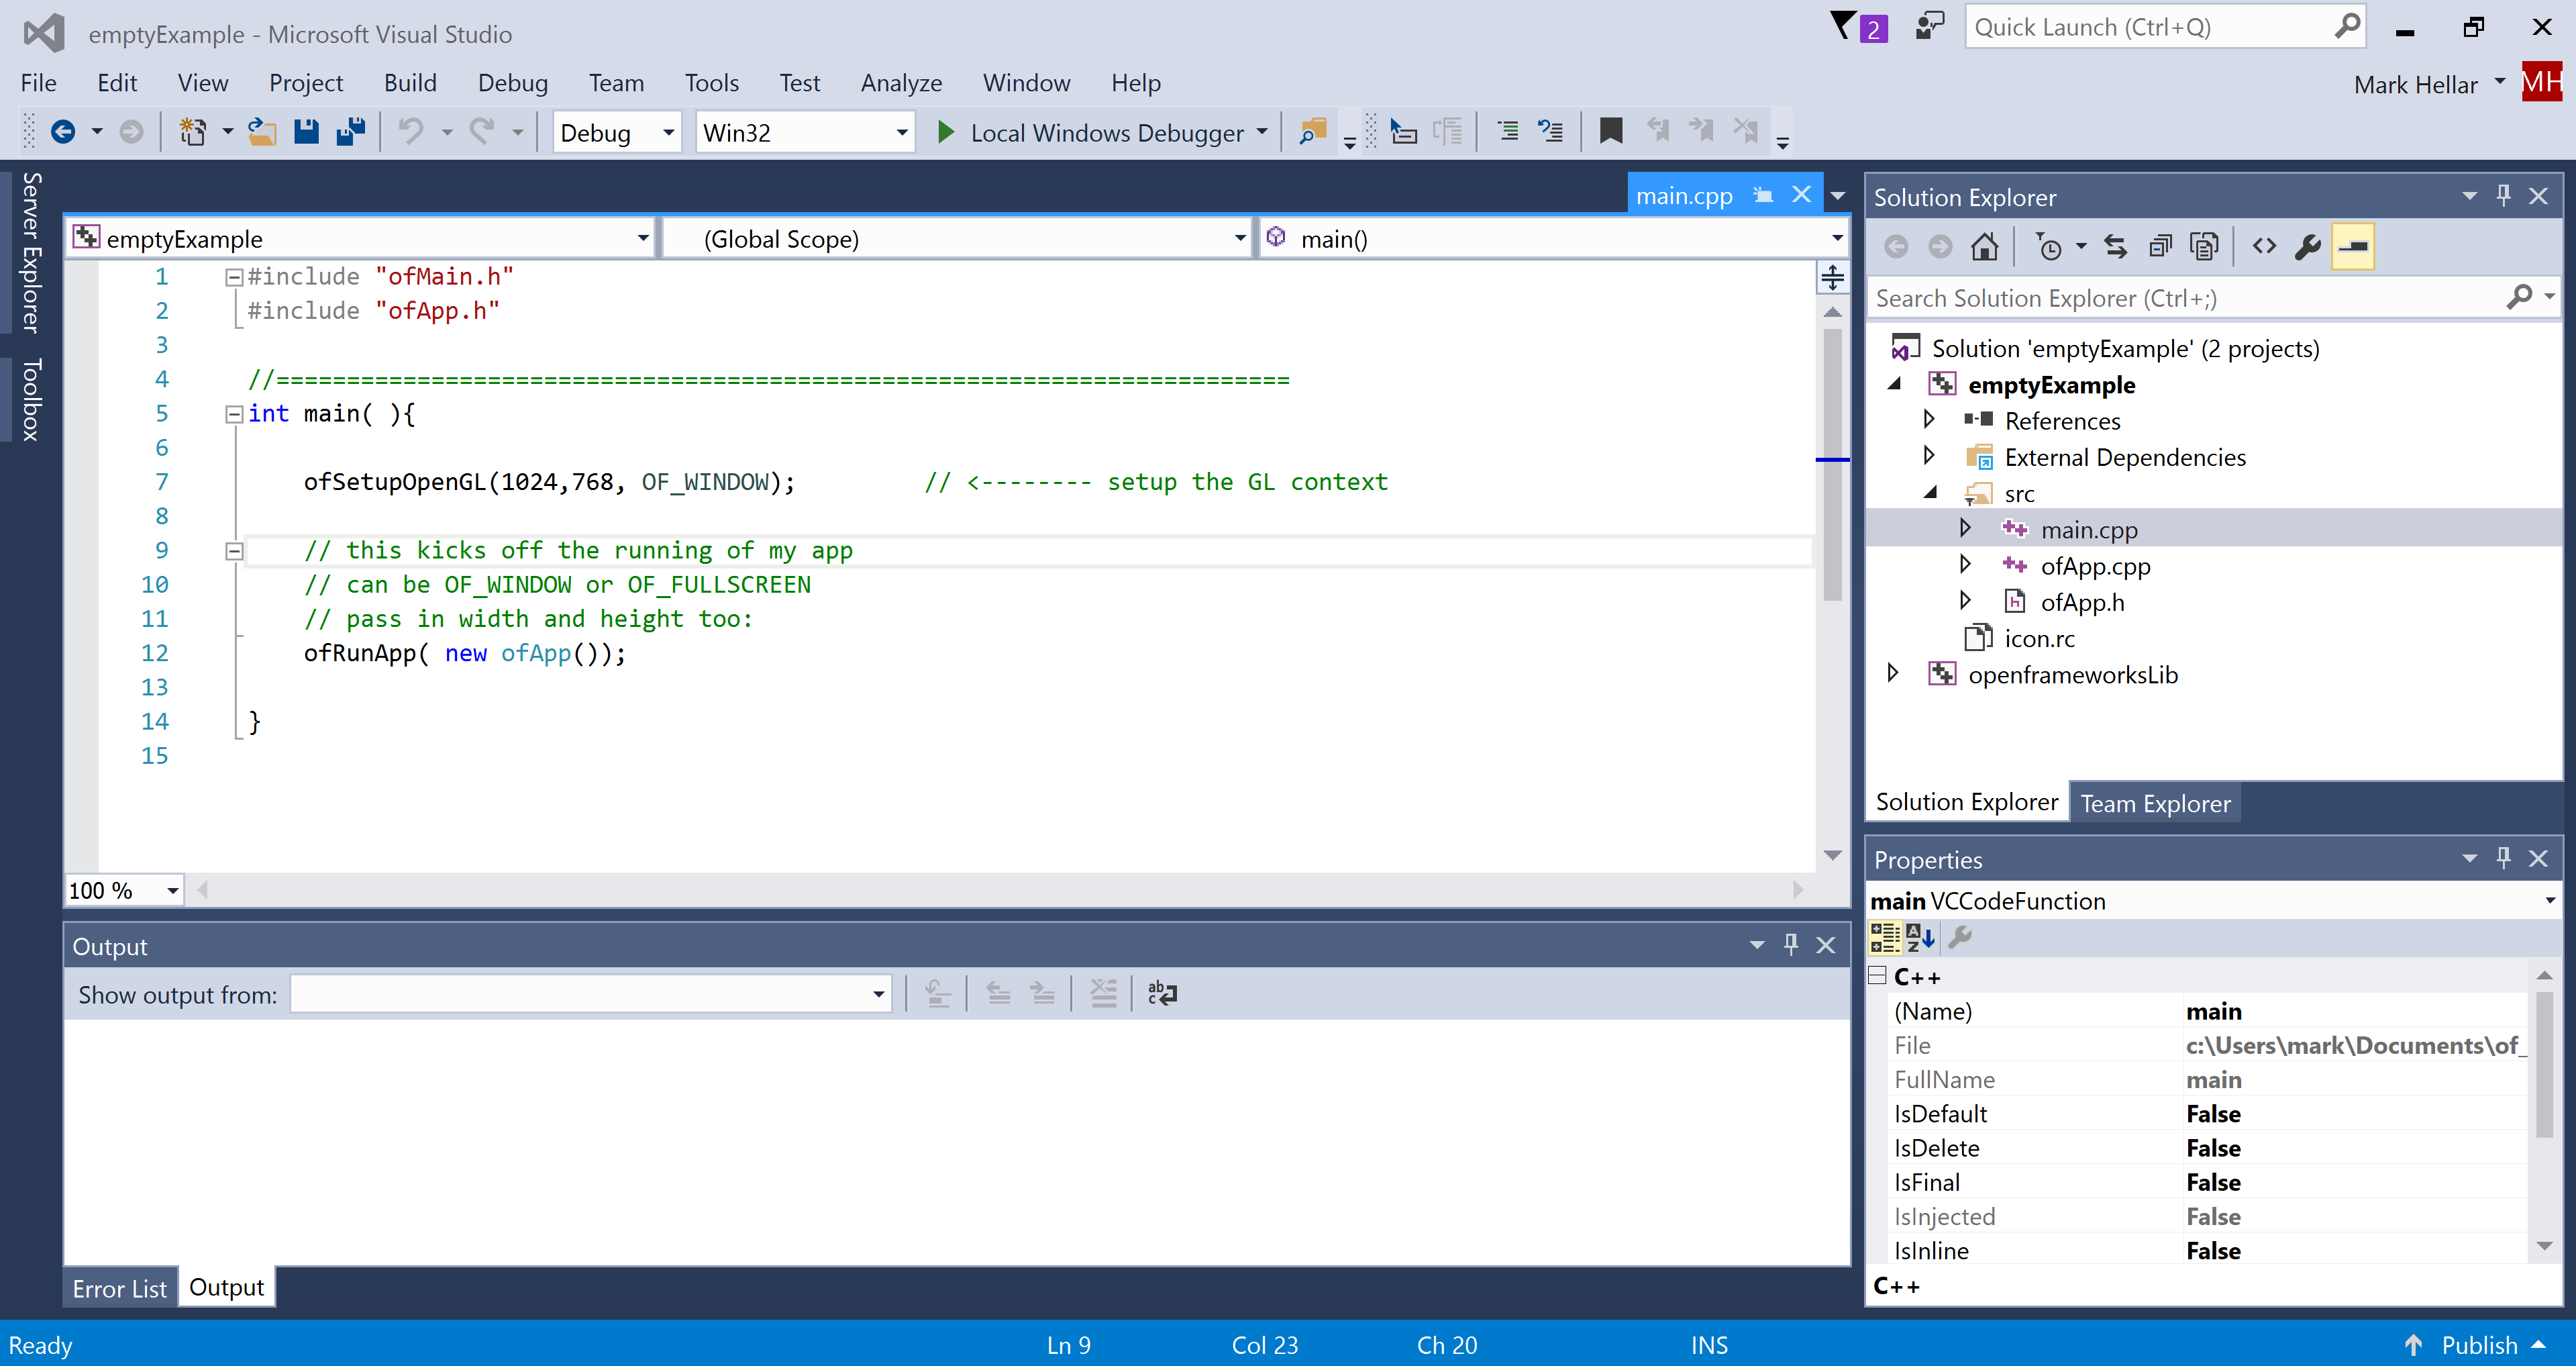 emptyExample - Microsoft Visual Studio
2
Quick Launch (Ctrl+Q)
File Edit View Project Build Debug Team Tools Test Analyze Window Help
Mark Hellar MH
Debug Win32 Local Windows Debugger
Server Explorer
Toolbox
main.cpp
emptyExample (Global Scope) main()
1 #include "ofMain.h"
2 #include "ofApp.h"
3
4 //========================================================================
5 int main( ){
6
7 ofSetupOpenGL(1024,768, OF_WINDOW); // <-------- setup the GL context
8
9 // this kicks off the running of my app
10 // can be OF_WINDOW or OF_FULLSCREEN
11 // pass in width and height too:
12 ofRunApp( new ofApp());
13
14 }
15
100 %
Output
Show output from:
Error List Output
Solution Explorer
Search Solution Explorer (Ctrl+;)
Solution 'emptyExample' (2 projects)
emptyExample
References
External Dependencies
src
main.cpp
ofApp.cpp
ofApp.h
icon.rc
openframeworksLib
Solution Explorer Team Explorer
Properties
main VCCodeFunction
C++
(Name) main
File c:\Users\mark\Documents\of_
FullName main
IsDefault False
IsDelete False
IsFinal False
IsInjected False
IsInline False
C++
Ready Ln 9 Col 23 Ch 20 INS Publish